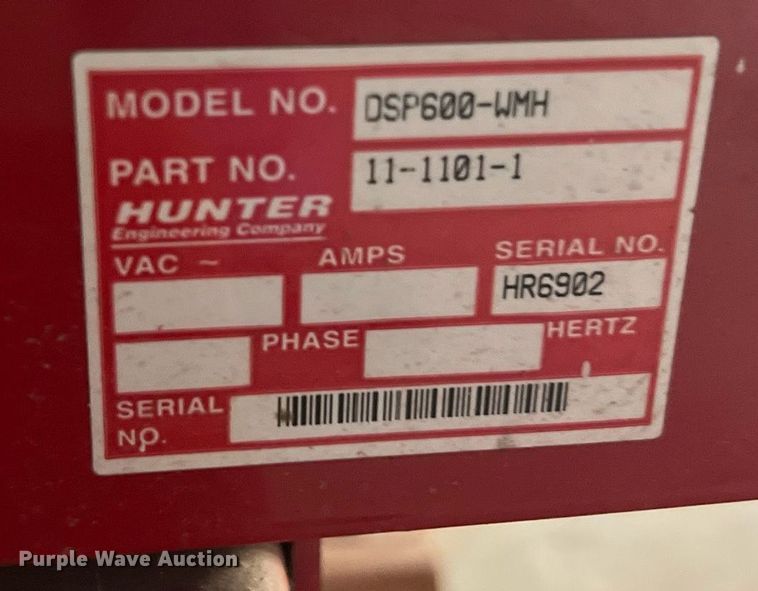 MODEL NO. DSP600-WMH
PART NO. 11-1101-1
HUNTER
Engineering Company
VAC ~ AMPS SERIAL NO.
HR6902
PHASE HERTZ
SERIAL
NO.
Purple Wave Auction